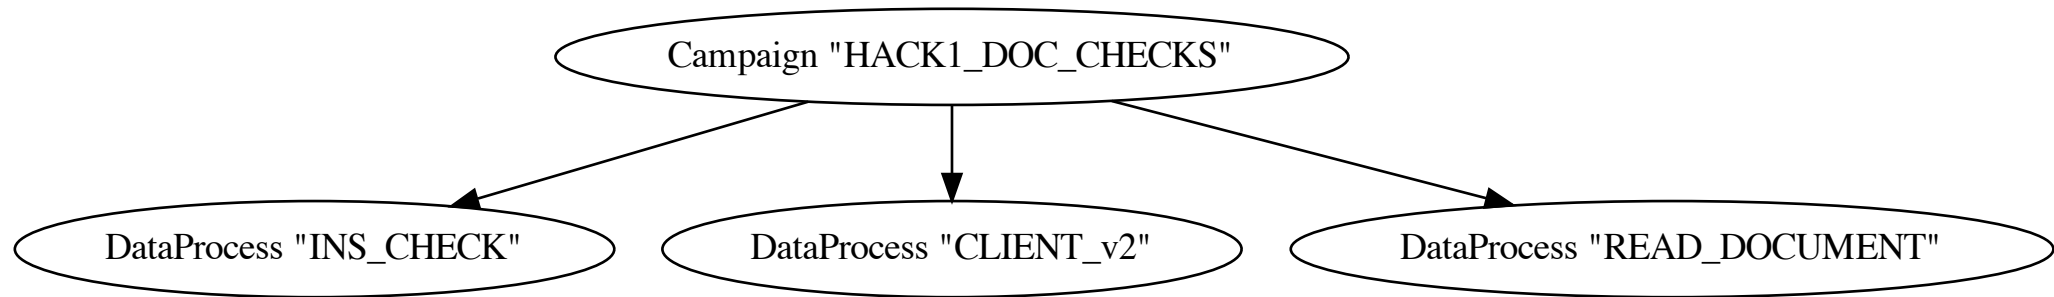 Campaign "HACK1_DOC_CHECKS"
DataProcess "INS_CHECK"
DataProcess "CLIENT_v2"
DataProcess "READ_DOCUMENT"